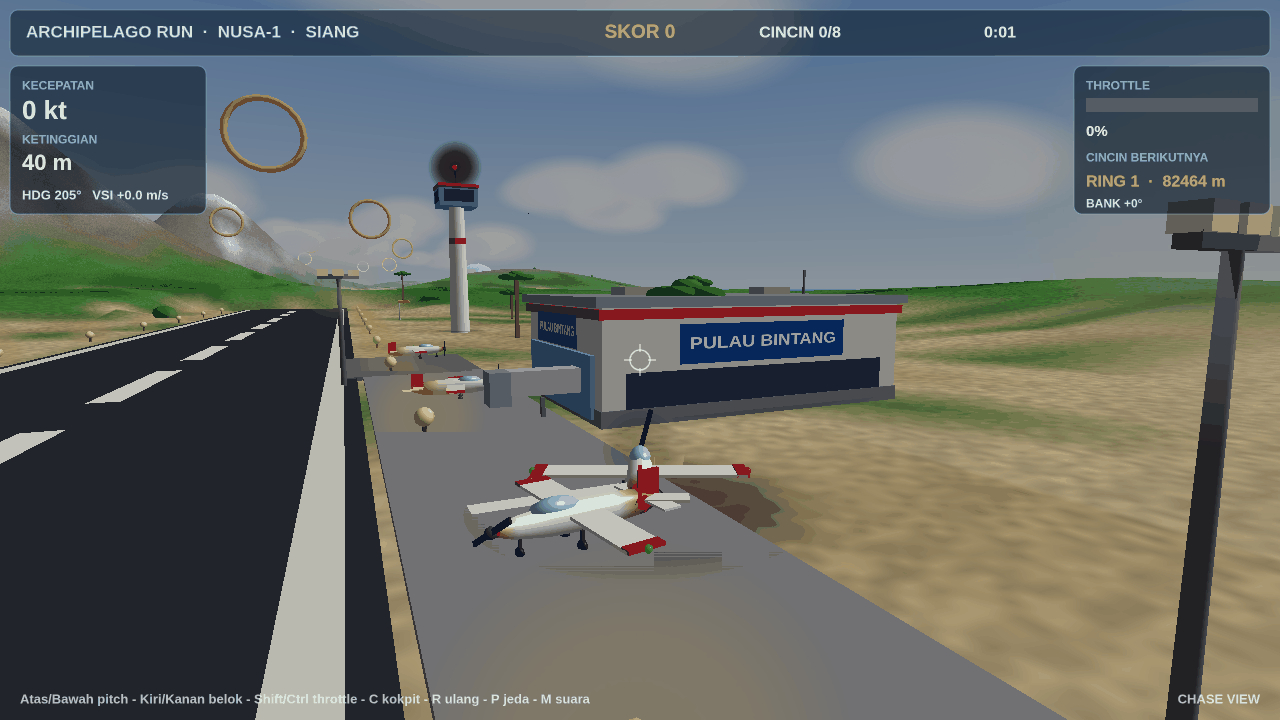 ARCHIPELAGO RUN · NUSA-1 · SIANG
SKOR 0
CINCIN 0/8
0:01
KECEPATAN
0 kt
KETINGGIAN
40 m
HDG 205° VSI +0.0 m/s
THROTTLE
0%
CINCIN BERIKUTNYA
RING 1 · 82464 m
BANK +0°
PULAU BINTANG
PULAU BINTANG
Atas/Bawah pitch - Kiri/Kanan belok - Shift/Ctrl throttle - C kokpit - R ulang - P jeda - M suara
CHASE VIEW